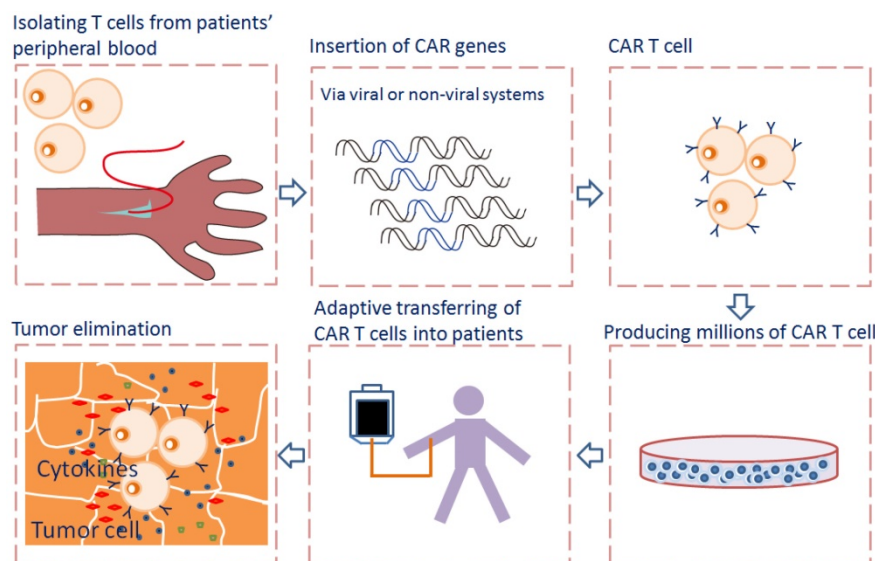 Isolating T cells from patients'
peripheral blood
Insertion of CAR genes
Via viral or non-viral systems
CAR T cell
Producing millions of CAR T cell
Adaptive transferring of
CAR T cells into patients
Tumor elimination
Cytokines
Tumor cell